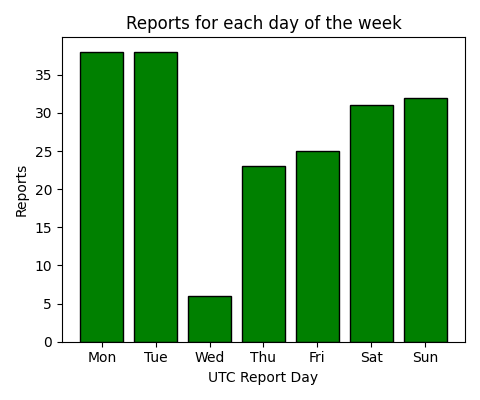 Reports for each day of the week
Reports
35
30
25
20
15
10
5
0
Mon Tue Wed Thu Fri Sat Sun
UTC Report Day